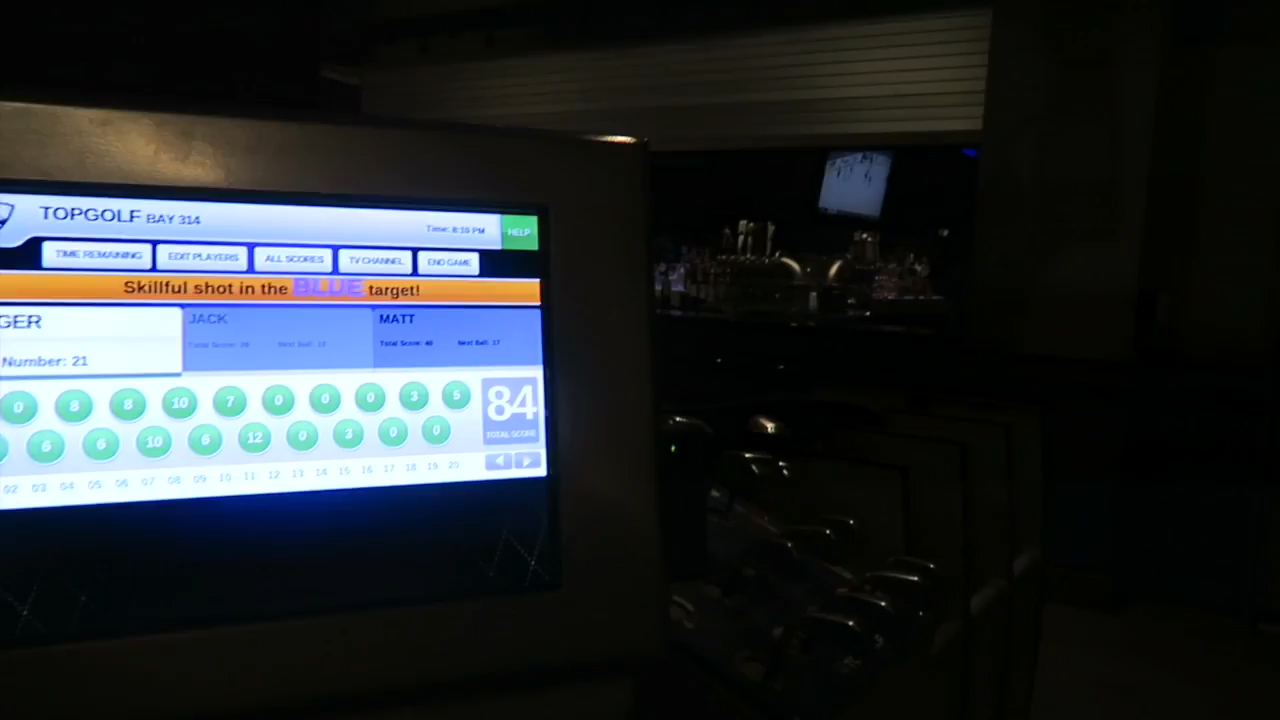 TOPGOLF BAY 314
Time: 8:10 PM
HELP
TIME REMAINING EDIT PLAYERS ALL SCORES TV CHANNEL END GAME
Skillful shot in the BLUE target!
GER JACK MATT
Number: 21
Total Score: Next Ball:
Total Score: 40 Next Ball: 17
0 8 8 10 7 0 0 0 3 5
6 6 10 6 12 0 3 0 0
84
TOTAL SCORE
02 03 04 05 06 07 08 09 10 11 12 13 14 15 16 17 18 19 20